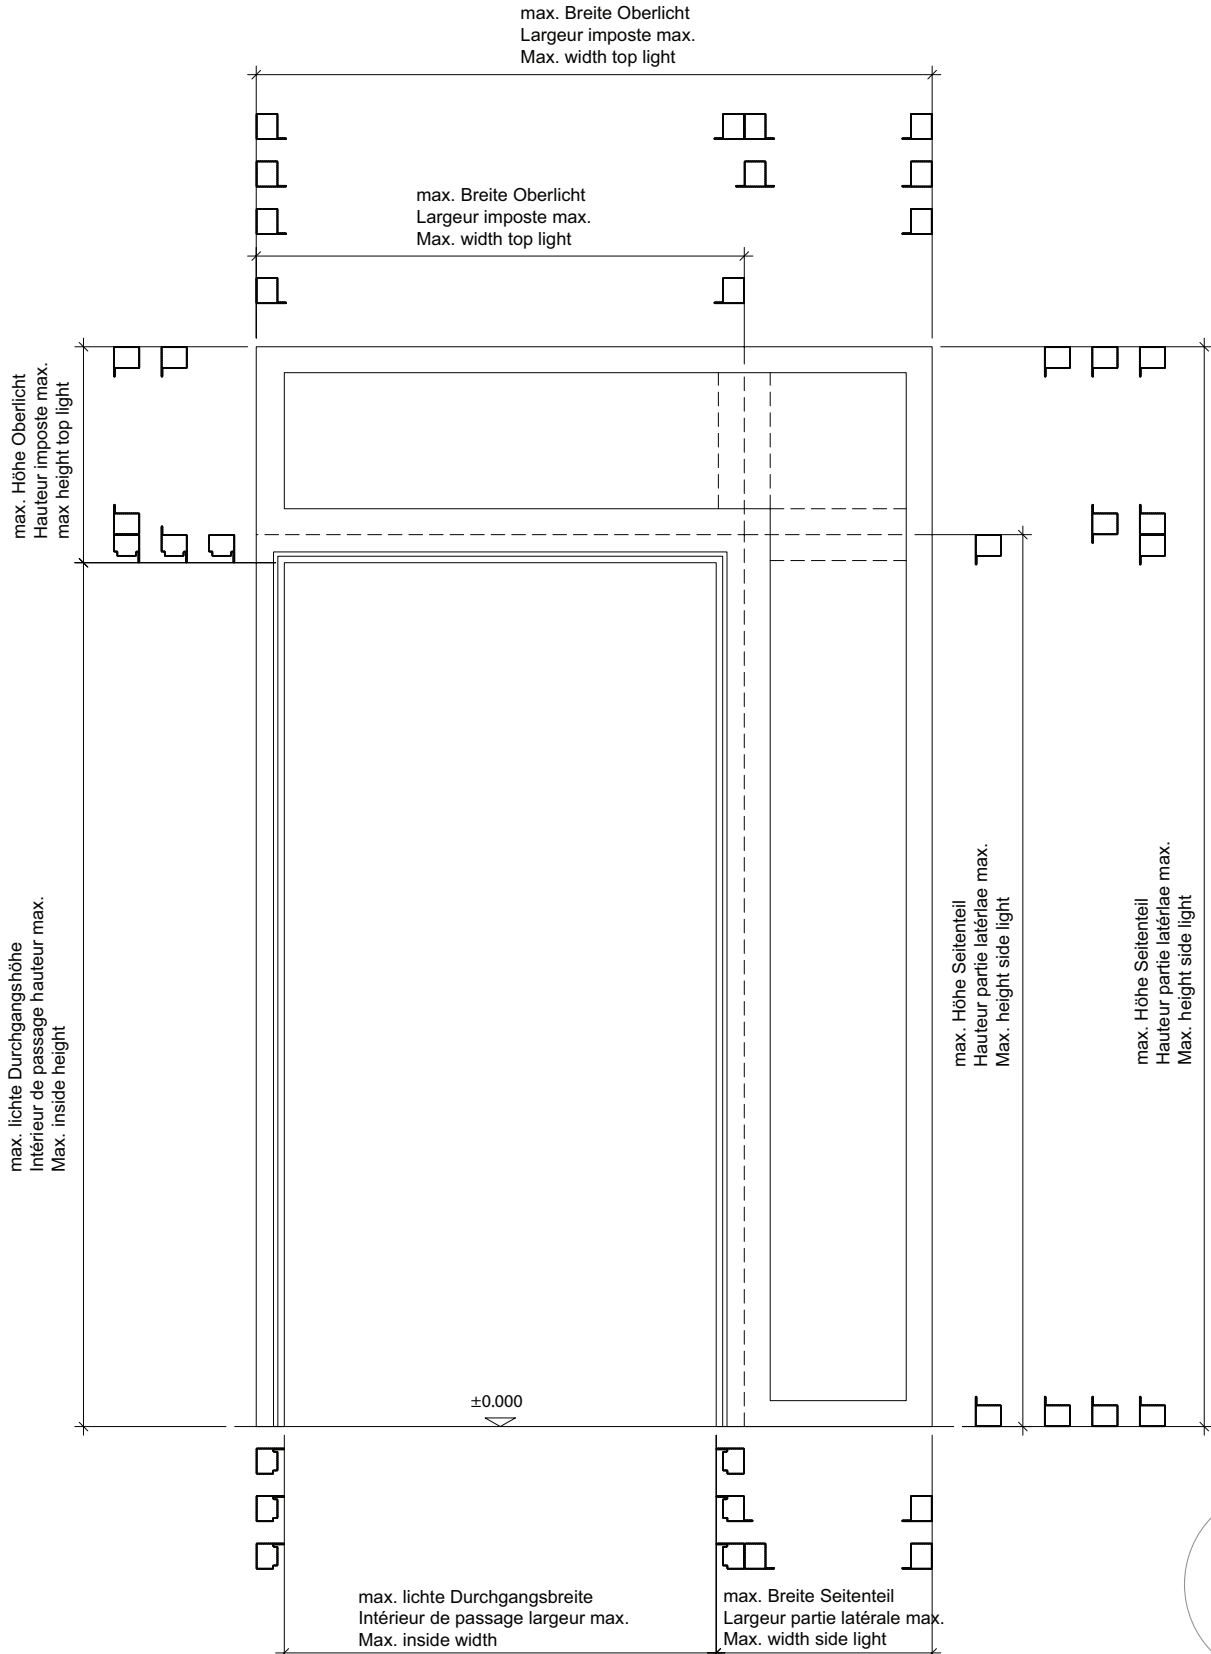 max. Breite Oberlicht
Largeur imposte max.
Max. width top light
max. Breite Oberlicht
Largeur imposte max.
Max. width top light
max. Höhe Oberlicht
Hauteur imposte max.
max height top light
max. lichte Durchgangshöhe
Intérieur de passage hauteur max.
Max. inside height
max. Höhe Seitenteil
Hauteur partie latérlae max.
Max. height side light
max. Höhe Seitenteil
Hauteur partie latérlae max.
Max. height side light
±0.000
max. lichte Durchgangsbreite
Intérieur de passage largeur max.
Max. inside width
max. Breite Seitenteil
Largeur partie latérale max.
Max. width side light